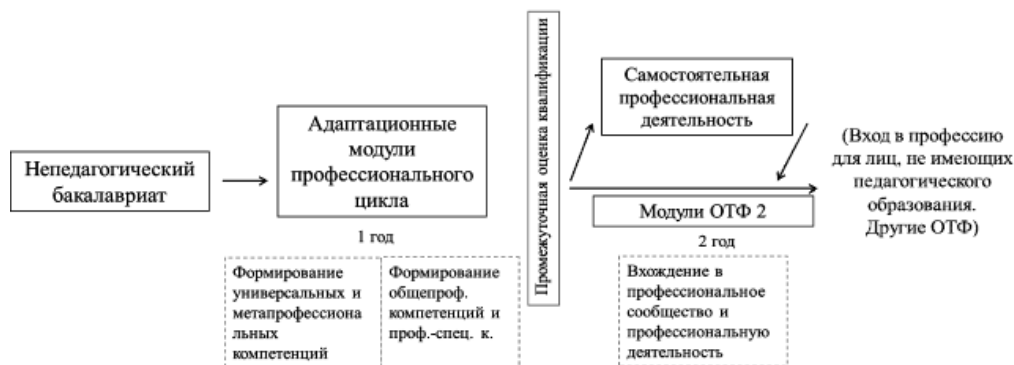 Непедагогический
бакалавриат
Адаптационные
модули
профессионального
цикла
1 год
Формирование
универсальных и
метапрофессиона
льных
компетенций
Формирование
общепроф.
компетенций и
проф.-спец. к.
Промежуточная оценка квалификации
Самостоятельная
профессиональная
деятельность
Модули ОТФ 2
2 год
Вхождение в
профессиональное
сообщество и
профессиональную
деятельность
(Вход в профессию
для лиц, не имеющих
педагогического
образования.
Другие ОТФ)